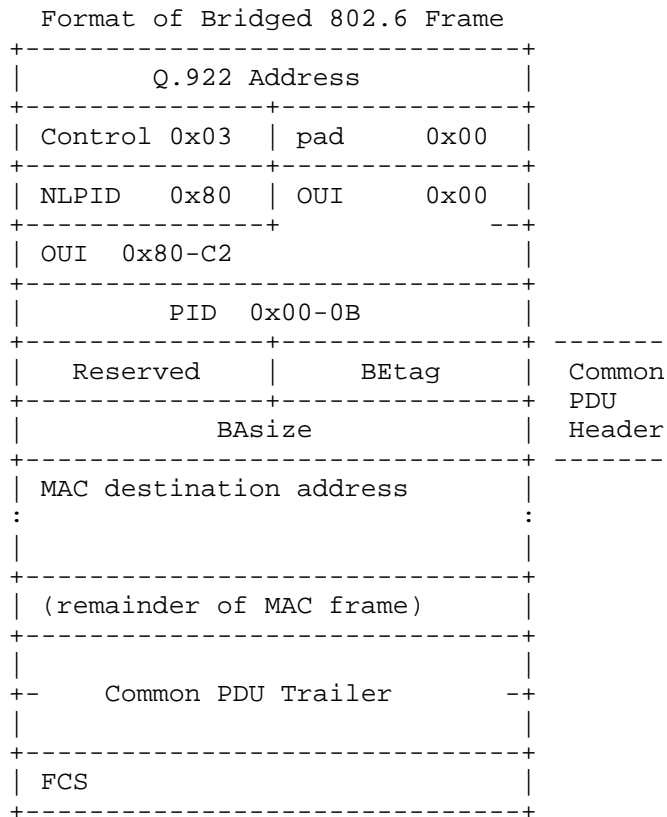 Format of Bridged 802.6 Frame
+-------------------------------+
|        Q.922 Address          |
+---------------+---------------+
| Control 0x03  | pad     0x00  |
+---------------+---------------+
| NLPID   0x80  | OUI     0x00  |
+---------------+             --+
| OUI  0x80-C2                  |
+-------------------------------+
|         PID  0x00-0B          |
+---------------+---------------+ -------
|   Reserved    |     BEtag     |  Common
+---------------+---------------+  PDU
|            BAsize             |  Header
+-------------------------------+ -------
| MAC destination address       |
:                               :
|                               |
+-------------------------------+
| (remainder of MAC frame)      |
+-------------------------------+
|                               |
+-    Common PDU Trailer       -+
|                               |
+-------------------------------+
| FCS                           |
+-------------------------------+